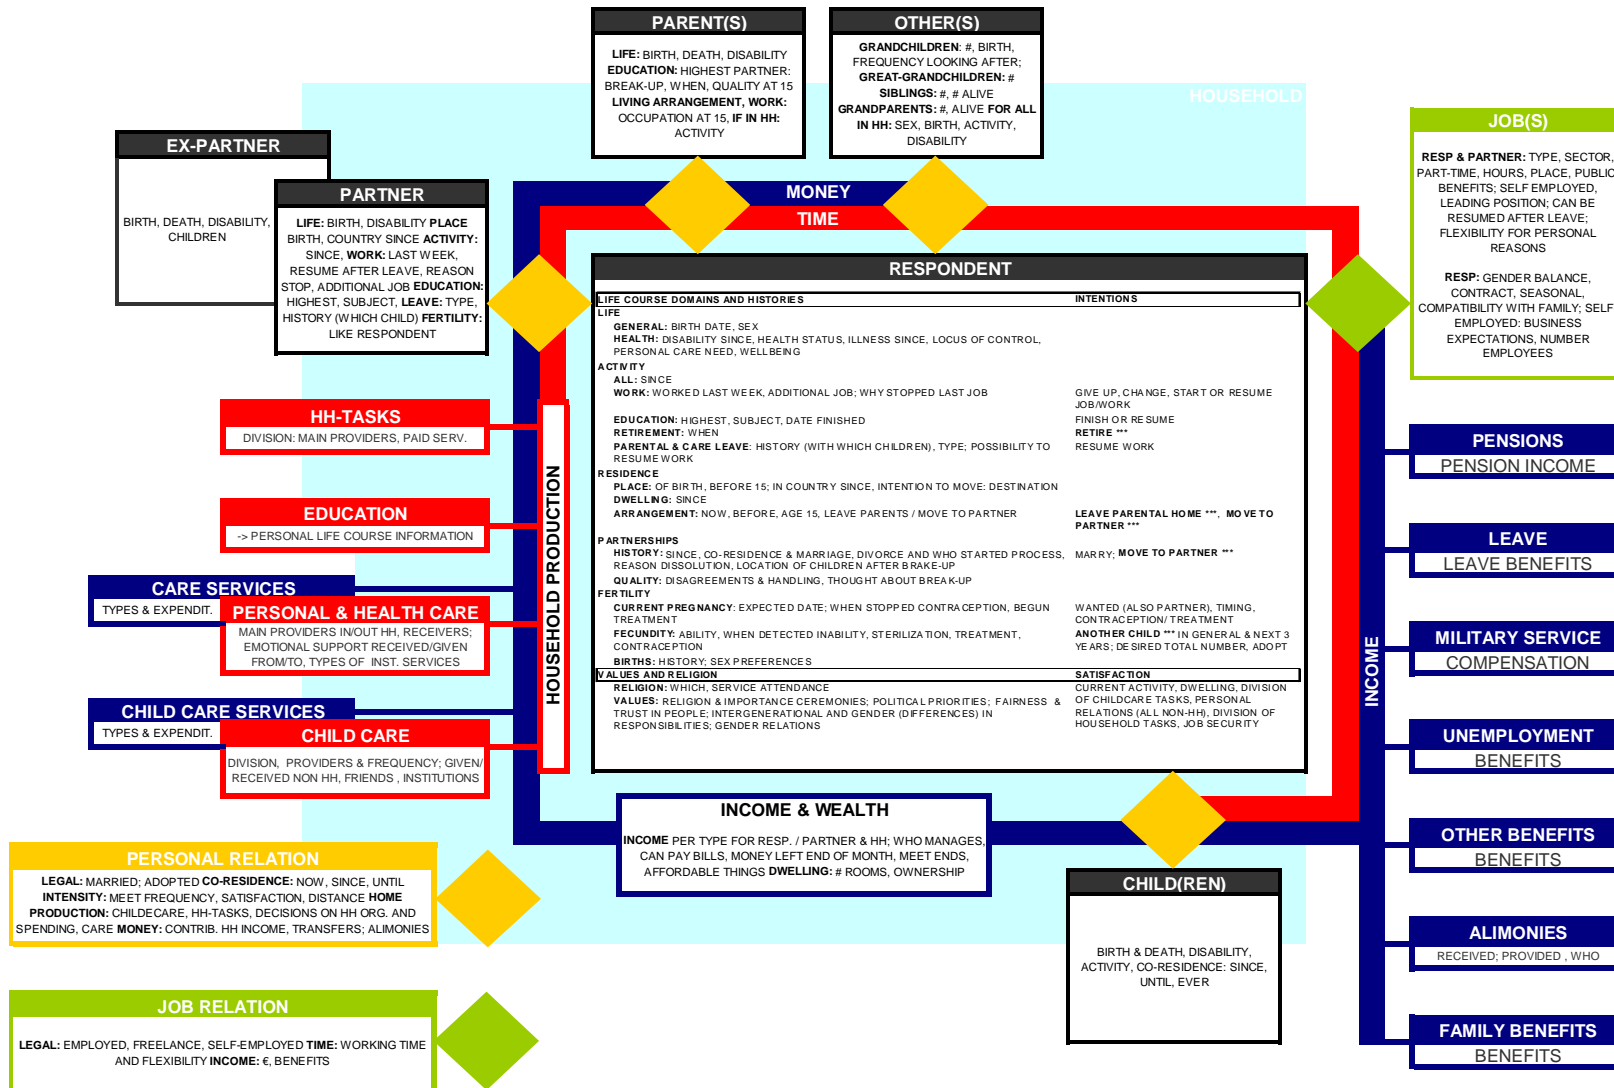 PARENT(S)
LIFE: BIRTH, DEATH, DISABILITY
EDUCATION: HIGHEST PARTNER:
BREAK-UP, WHEN, QUALITY AT 15
LIVING ARRANGEMENT, WORK:
OCCUPATION AT 15, IF IN HH:
ACTIVITY
OTHER(S)
GRANDCHILDREN: #, BIRTH,
FREQUENCY LOOKING AFTER;
GREAT-GRANDCHILDREN: #
SIBLINGS: #, # ALIVE
GRANDPARENTS: #, ALIVE FOR ALL
IN HH: SEX, BIRTH, ACTIVITY,
DISABILITY
HOUSEHOLD
JOB(S)
RESP & PARTNER: TYPE, SECTOR,
PART-TIME, HOURS, PLACE, PUBLIC
BENEFITS; SELF EMPLOYED,
LEADING POSITION; CAN BE
RESUMED AFTER LEAVE;
FLEXIBILITY FOR PERSONAL
REASONS
RESP: GENDER BALANCE,
CONTRACT, SEASONAL,
COMPATIBILITY WITH FAMILY; SELF
EMPLOYED: BUSINESS
EXPECTATIONS, NUMBER
EMPLOYEES
EX-PARTNER
BIRTH, DEATH, DISABILITY,
CHILDREN
PARTNER
LIFE: BIRTH, DISABILITY PLACE
BIRTH, COUNTRY SINCE ACTIVITY:
SINCE, WORK: LAST WEEK,
RESUME AFTER LEAVE, REASON
STOP, ADDITIONAL JOB EDUCATION:
HIGHEST, SUBJECT, LEAVE: TYPE,
HISTORY (WHICH CHILD) FERTILITY:
LIKE RESPONDENT
MONEY
TIME
RESPONDENT
LIFE COURSE DOMAINS AND HISTORIES INTENTIONS
LIFE
GENERAL: BIRTH DATE, SEX
HEALTH: DISABILITY SINCE, HEALTH STATUS, ILLNESS SINCE, LOCUS OF CONTROL,
PERSONAL CARE NEED, WELLBEING
ACTIVITY
ALL: SINCE
WORK: WORKED LAST WEEK, ADDITIONAL JOB; WHY STOPPED LAST JOB GIVE UP, CHANGE, START OR RESUME
JOB/WORK
EDUCATION: HIGHEST, SUBJECT, DATE FINISHED FINISH OR RESUME
RETIREMENT: WHEN RETIRE ***
PARENTAL & CARE LEAVE: HISTORY (WITH WHICH CHILDREN), TYPE; POSSIBILITY TO RESUME WORK
RESUME WORK
RESIDENCE
PLACE: OF BIRTH, BEFORE 15; IN COUNTRY SINCE, INTENTION TO MOVE: DESTINATION
DWELLING: SINCE
ARRANGEMENT: NOW, BEFORE, AGE 15, LEAVE PARENTS / MOVE TO PARTNER LEAVE PARENTAL HOME ***, MOVE TO
PARTNER ***
PARTNERSHIPS
HISTORY: SINCE, CO-RESIDENCE & MARRIAGE, DIVORCE AND WHO STARTED PROCESS, MARRY; MOVE TO PARTNER ***
REASON DISSOLUTION, LOCATION OF CHILDREN AFTER BRAKE-UP
QUALITY: DISAGREEMENTS & HANDLING, THOUGHT ABOUT BREAK-UP
FERTILITY
CURRENT PREGNANCY: EXPECTED DATE; WHEN STOPPED CONTRACEPTION, BEGUN WANTED (ALSO PARTNER), TIMING,
TREATMENT CONTRACEPTION/ TREATMENT
FECUNDITY: ABILITY, WHEN DETECTED INABILITY, STERILIZATION, TREATMENT, ANOTHER CHILD *** IN GENERAL & NEXT 3
CONTRACEPTION YEARS; DESIRED TOTAL NUMBER, ADOPT
BIRTHS: HISTORY; SEX PREFERENCES
VALUES AND RELIGION SATISFACTION
RELIGION: WHICH, SERVICE ATTENDANCE CURRENT ACTIVITY, DWELLING, DIVISION
VALUES: RELIGION & IMPORTANCE CEREMONIES; POLITICAL PRIORITIES; FAIRNESS & OF CHILDCARE TASKS, PERSONAL
TRUST IN PEOPLE; INTERGENERATIONAL AND GENDER (DIFFERENCES) IN RELATIONS (ALL NON-HH), DIVISION OF
RESPONSIBILITIES; GENDER RELATIONS HOUSEHOLD TASKS, JOB SECURITY
HH-TASKS
DIVISION: MAIN PROVIDERS, PAID SERV.
EDUCATION
-> PERSONAL LIFE COURSE INFORMATION
CARE SERVICES
TYPES & EXPENDIT.
PERSONAL & HEALTH CARE
MAIN PROVIDERS IN/OUT HH, RECEIVERS;
EMOTIONAL SUPPORT RECEIVED/GIVEN
FROM/TO, TYPES OF INST. SERVICES
CHILD CARE SERVICES
TYPES & EXPENDIT.
CHILD CARE
DIVISION, PROVIDERS & FREQUENCY; GIVEN/
RECEIVED NON HH, FRIENDS , INSTITUTIONS
HOUSEHOLD PRODUCTION
INCOME
PENSIONS
PENSION INCOME
LEAVE
LEAVE BENEFITS
MILITARY SERVICE
COMPENSATION
UNEMPLOYMENT
BENEFITS
OTHER BENEFITS
BENEFITS
ALIMONIES
RECEIVED; PROVIDED , WHO
FAMILY BENEFITS
BENEFITS
INCOME & WEALTH
INCOME PER TYPE FOR RESP. / PARTNER & HH; WHO MANAGES,
CAN PAY BILLS, MONEY LEFT END OF MONTH, MEET ENDS,
AFFORDABLE THINGS DWELLING: # ROOMS, OWNERSHIP
CHILD(REN)
BIRTH & DEATH, DISABILITY,
ACTIVITY, CO-RESIDENCE: SINCE,
UNTIL, EVER
PERSONAL RELATION
LEGAL: MARRIED; ADOPTED CO-RESIDENCE: NOW, SINCE, UNTIL
INTENSITY: MEET FREQUENCY, SATISFACTION, DISTANCE HOME
PRODUCTION: CHILDECARE, HH-TASKS, DECISIONS ON HH ORG. AND
SPENDING, CARE MONEY: CONTRIB. HH INCOME, TRANSFERS; ALIMONIES
JOB RELATION
LEGAL: EMPLOYED, FREELANCE, SELF-EMPLOYED TIME: WORKING TIME
AND FLEXIBILITY INCOME: €, BENEFITS